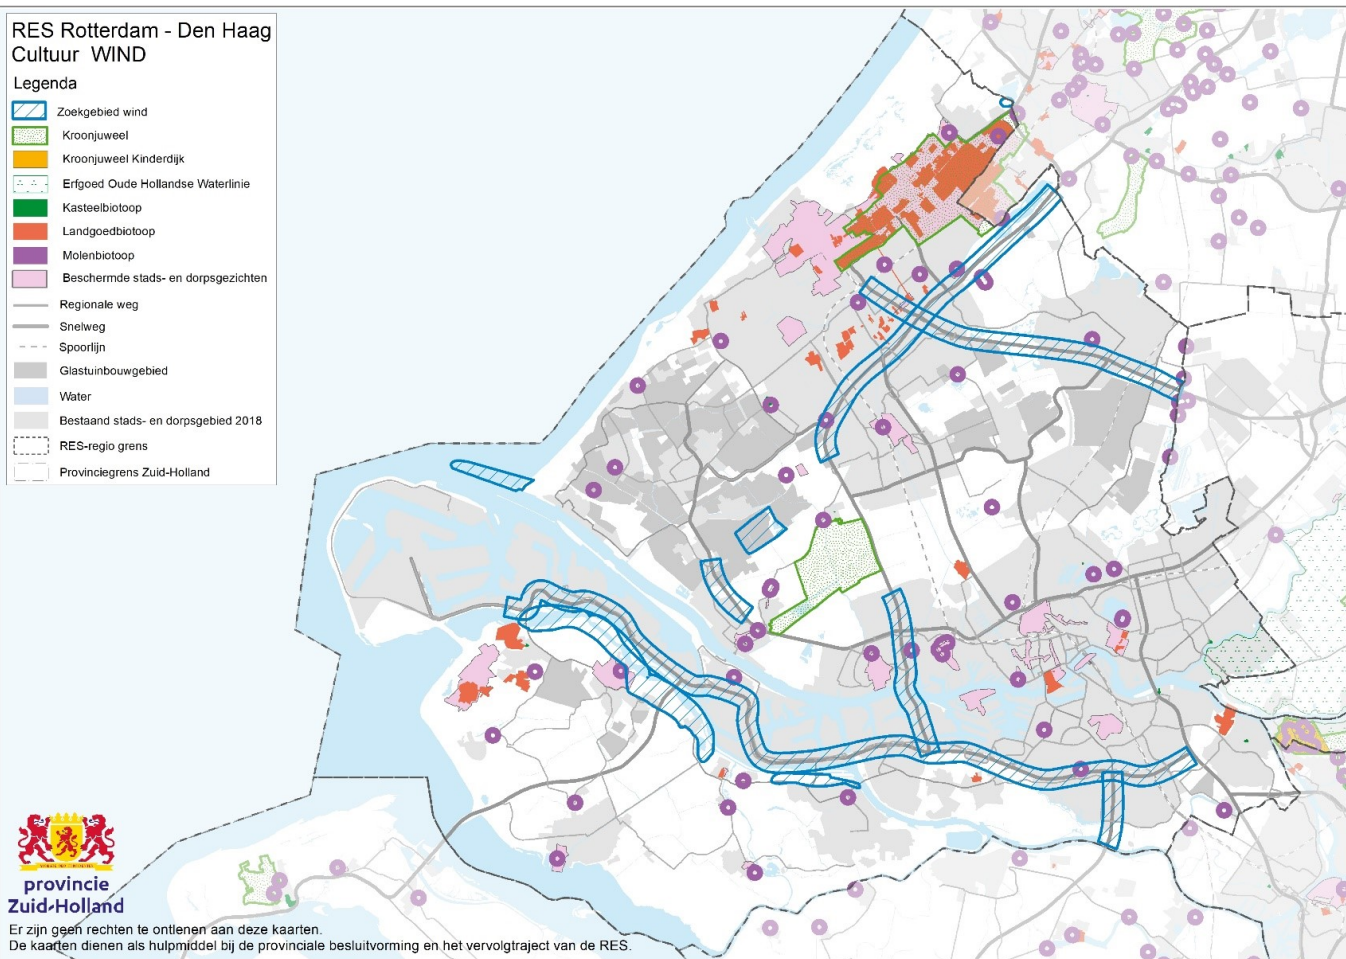 RES Rotterdam - Den Haag
Cultuur WIND
Legenda
Zoekgebied wind
Kroonjuweel
Kroonjuweel Kinderdijk
Erfgoed Oude Hollandse Waterlinie
Kasteelbiotoop
Landgoedbiotoop
Molenbiotoop
Beschermde stads- en dorpsgezichten
Regionale weg
Snelweg
Spoorlijn
Glastuinbouwgebied
Water
Bestaand stads- en dorpsgebied 2018
RES-regio grens
Provinciegrens Zuid-Holland
provincie
Zuid-Holland
Er zijn geen rechten te ontlenen aan deze kaarten.
De kaarten dienen als hulpmiddel bij de provinciale besluitvorming en het vervolgtraject van de RES.